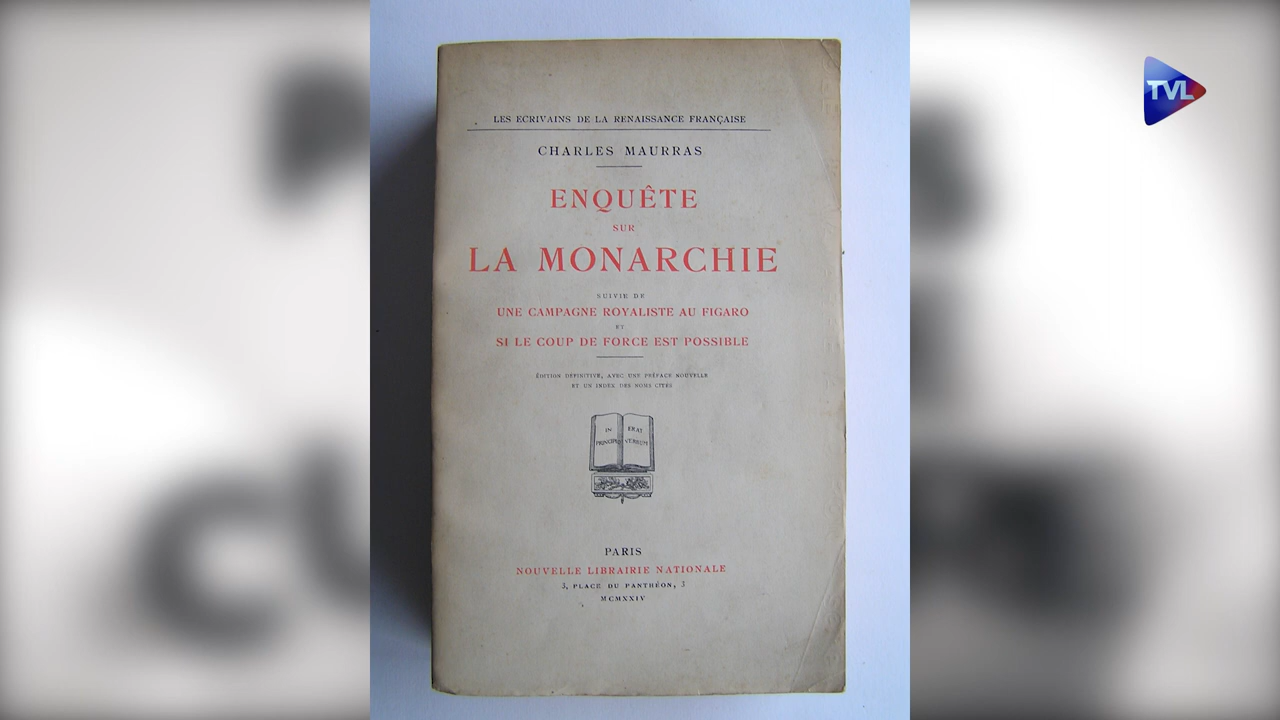 TVL
LES ECRIVAINS DE LA RENAISSANCE FRANÇAISE
CHARLES MAURRAS
ENQUÊTE
SUR
LA MONARCHIE
SUIVIE DE
UNE CAMPAGNE ROYALISTE AU FIGARO
ET
SI LE COUP DE FORCE EST POSSIBLE
ÉDITION DÉFINITIVE, AVEC UNE PRÉFACE NOUVELLE
ET UN INDEX DES NOMS CITÉS
IN ERAT
PRINCIPIO VERBUM
PARIS
NOUVELLE LIBRAIRIE NATIONALE
3, PLACE DU PANTHÉON, 3
MCMXXIV